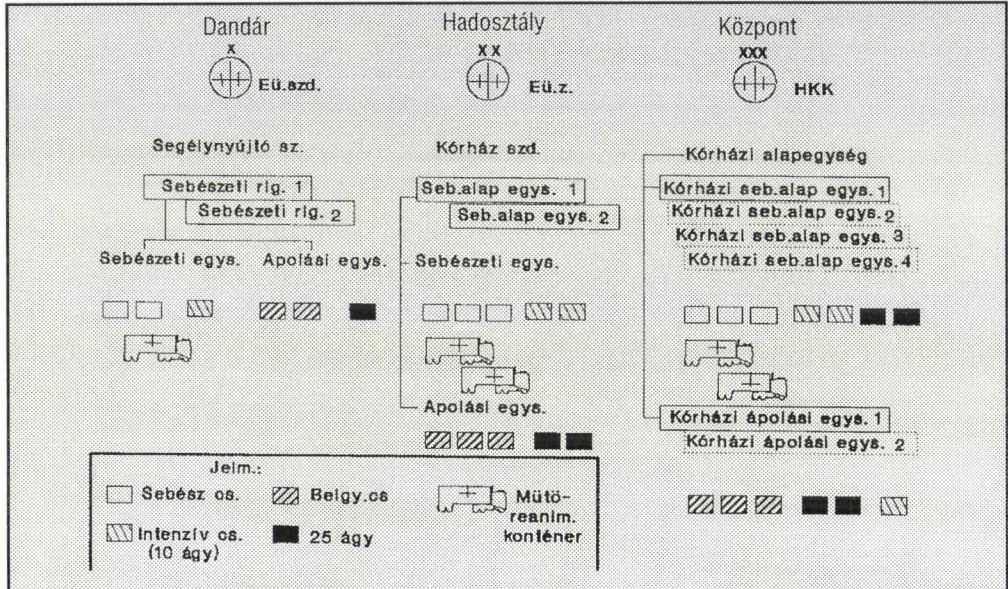 Dandár
x
Eü.szd.
Segélynyújtó sz.
Sebészeti rlg. 1
Sebészeti rlg. 2
Sebészeti egys.
Apolási egys.
Hadosztály
XX
Eü.z.
Kórház szd.
Seb.alap egys. 1
Seb.alap egys. 2
Sebészeti egys.
Apolási egys.
Központ
XXX
HKK
Kórházi alapegység
Kórházi seb.alap egys. 1
Kórházi seb.alap egys. 2
Kórházi seb.alap egys. 3
Kórházi seb.alap egys. 4
Kórházi ápolási egys. 1
Kórházi ápolási egys. 2
Jelm.:
Sebész cs.
Belgy.cs
Intenzív cs.
(10 ágy)
25 ágy
Mütö-
reanim.
konténer